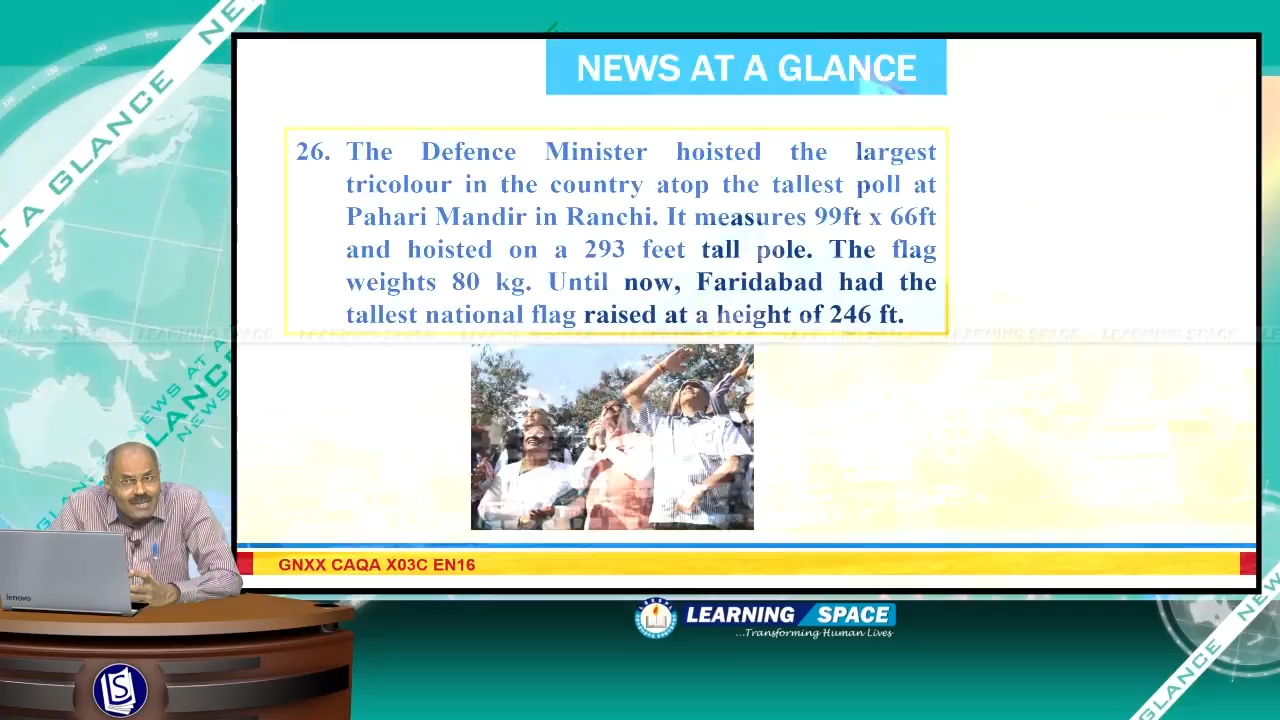 NEWS AT A GLANCE
26. The Defence Minister hoisted the largest
tricolour in the country atop the tallest poll at
Pahari Mandir in Ranchi. It measures 99ft x 66ft
and hoisted on a 293 feet tall pole. The flag
weights 80 kg. Until now, Faridabad had the
tallest national flag raised at a height of 246 ft.
GNXX CAQA X03C EN16
LEARNING SPACE
...Transforming Human Lives
lenovo
LS